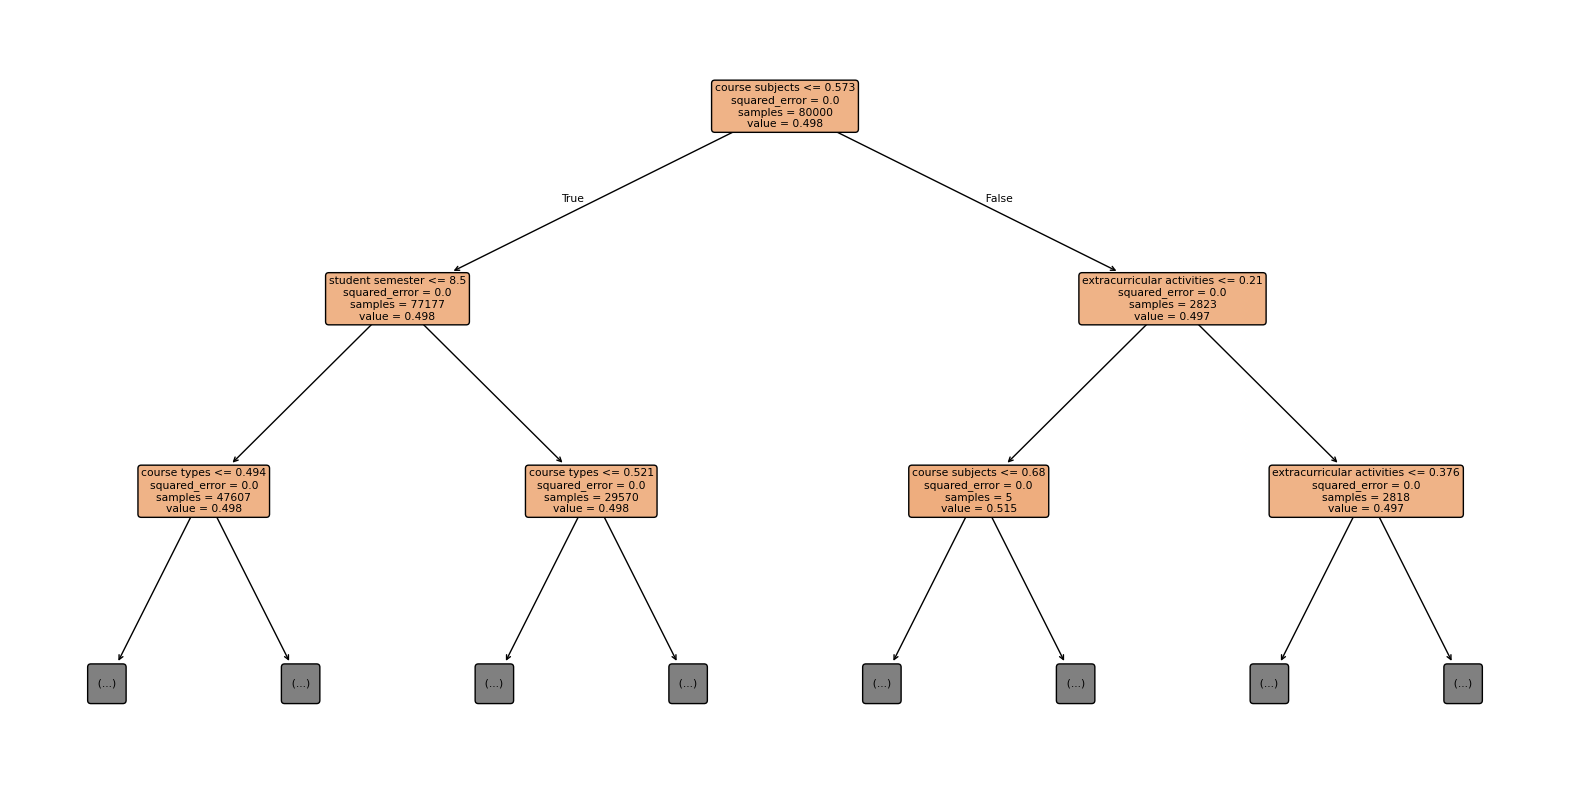 course subjects <= 0.573
squared_error = 0.0
samples = 80000
value = 0.498
True
False
student semester <= 8.5
squared_error = 0.0
samples = 77177
value = 0.498
extracurricular activities <= 0.21
squared_error = 0.0
samples = 2823
value = 0.497
course types <= 0.494
squared_error = 0.0
samples = 47607
value = 0.498
course types <= 0.521
squared_error = 0.0
samples = 29570
value = 0.498
course subjects <= 0.68
squared_error = 0.0
samples = 5
value = 0.515
extracurricular activities <= 0.376
squared_error = 0.0
samples = 2818
value = 0.497
(...)
(...)
(...)
(...)
(...)
(...)
(...)
(...)